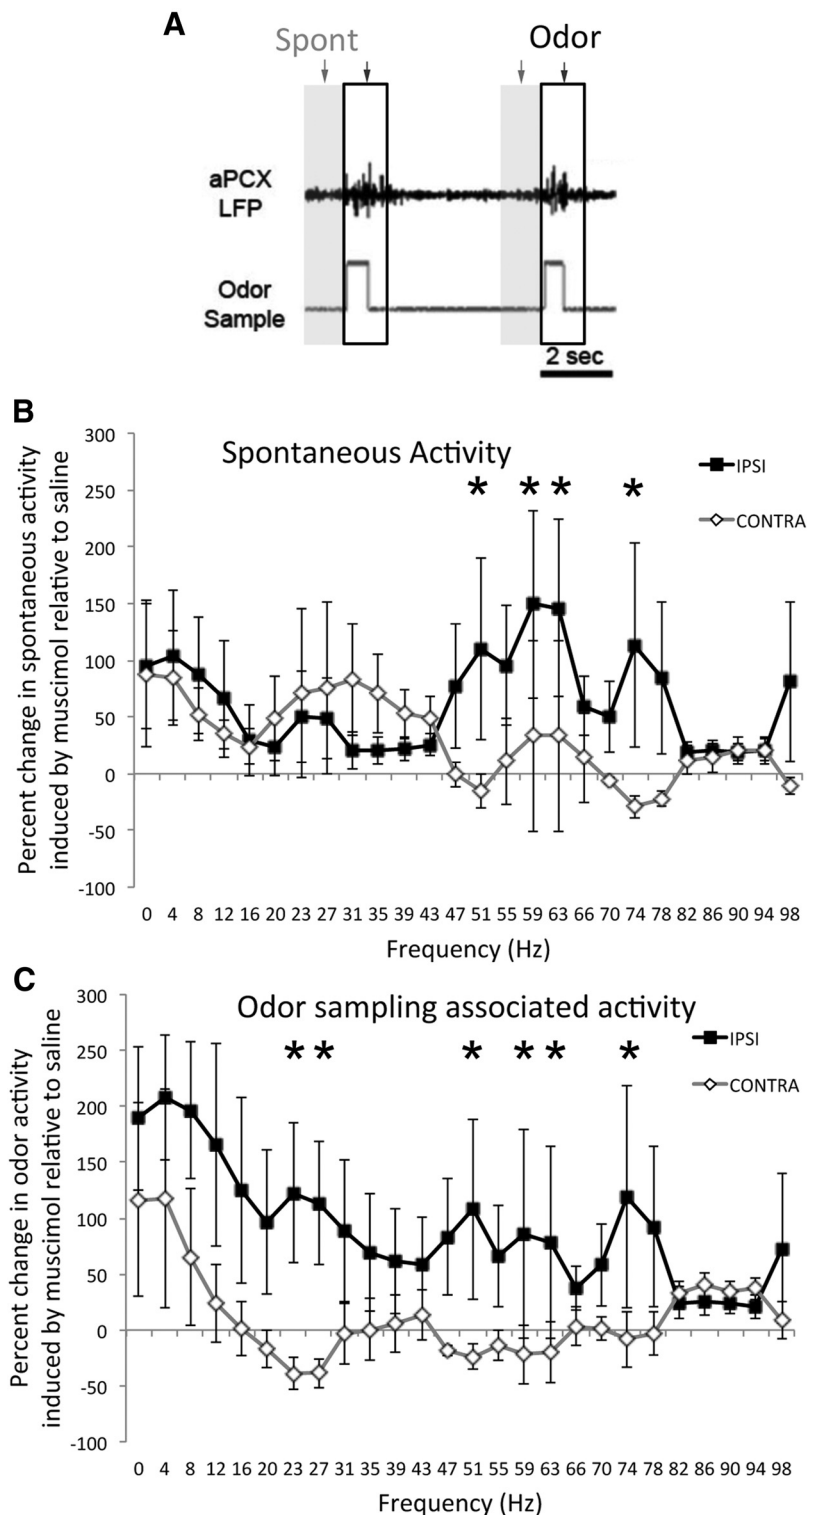 A
Spont
Odor
aPCX
LFP
Odor
Sample
2 sec
B
Percent change in spontaneous activity
induced by muscimol relative to saline
Spontaneous Activity
IPSI
CONTRA
* * * *
300
250
200
150
100
50
0
-50
-100
0 4 8 12 16 20 23 27 31 35 39 43 47 51 55 59 63 66 70 74 78 82 86 90 94 98
Frequency (Hz)
C
Percent change in odor activity
induced by muscimol relative to saline
Odor sampling associated activity
IPSI
CONTRA
* * * * * *
300
250
200
150
100
50
0
-50
-100
0 4 8 12 16 20 23 27 31 35 39 43 47 51 55 59 63 66 70 74 78 82 86 90 94 98
Frequency (Hz)